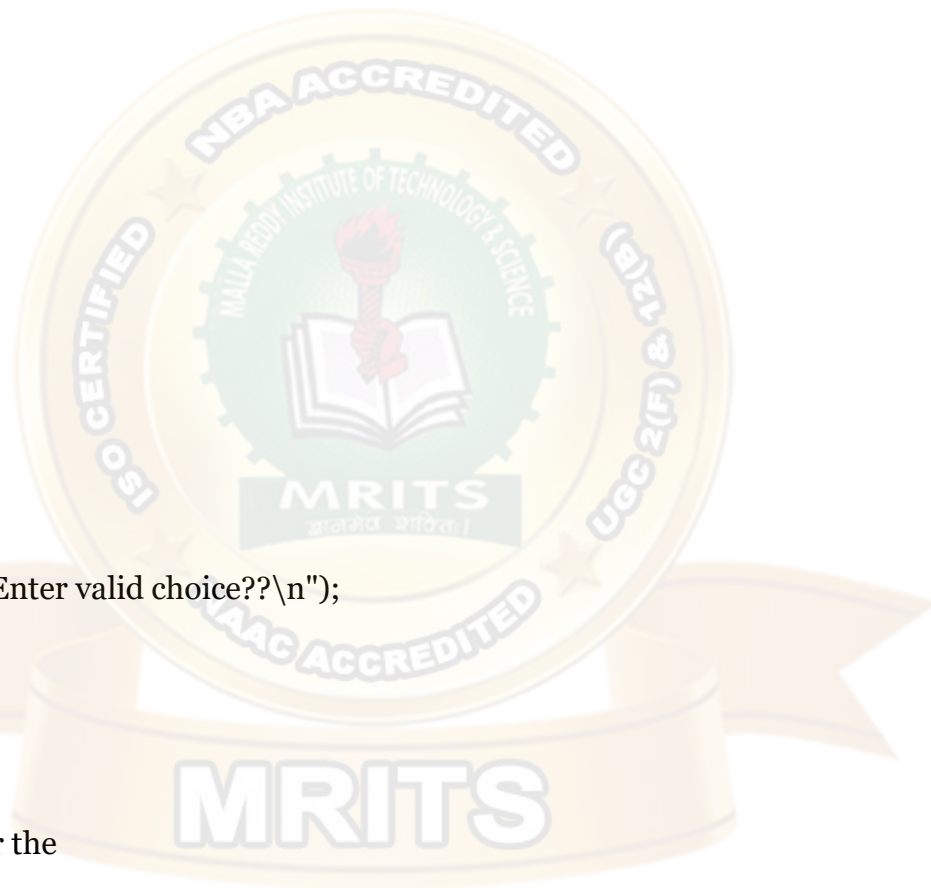 NBA ACCREDITED
ISO CERTIFIED
UGC 2(F) & 12(B)
MALLA REDDY INSTITUTE OF TECHNOLOGY & SCIENCE
MRITS
Enter valid choice??\n");
NAAC ACCREDITED
MRITS
r the